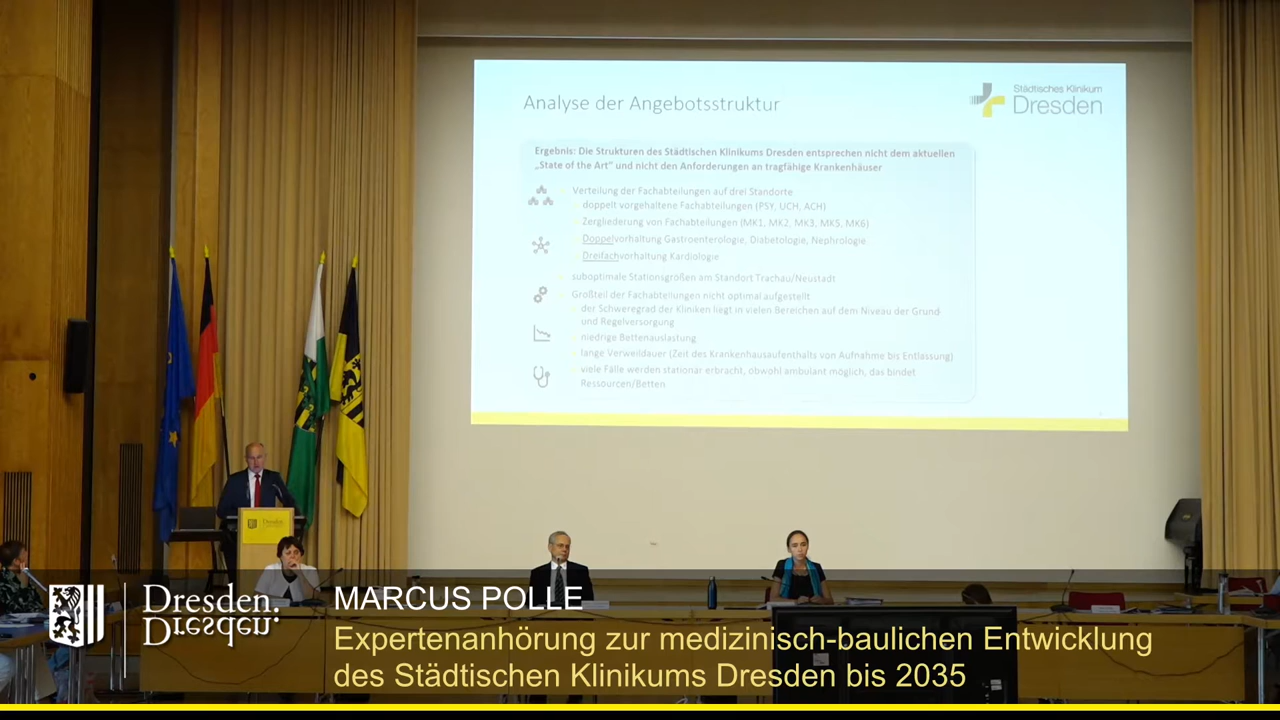 Analyse der Angebotsstruktur
Städtisches Klinikum
Dresden
Ergebnis: Die Strukturen des Städtischen Klinikums Dresden entsprechen nicht dem aktuellen
„State of the Art" und nicht den Anforderungen an tragfähige Krankenhäuser
Verteilung der Fachabteilungen auf drei Standorte
doppelt vorgehaltene Fachabteilungen (PSY, UCH, ACH)
Zergliederung von Fachabteilungen (MK1, MK2, MK3, MK5, MK6)
Doppelvorhaltung Gastroenterologie, Diabetologie, Nephrologie
Dreifachvorhaltung Kardiologie
suboptimale Stationsgrößen am Standort Trachau/Neustadt
Großteil der Fachabteilungen nicht optimal aufgestellt
der Schweregrad der Kliniken liegt in vielen Bereichen auf dem Niveau der Grund
und Regelversorgung
niedrige Bettenauslastung
lange Verweildauer (Zeit des Krankenhausaufenthalts von Aufnahme bis Entlassung)
viele Fälle werden stationär erbracht, obwohl ambulant möglich, das bindet
Ressourcen/Betten
Dresden
Dresden.
Dresden.
MARCUS POLLE
Expertenanhörung zur medizinisch-baulichen Entwicklung
des Städtischen Klinikums Dresden bis 2035